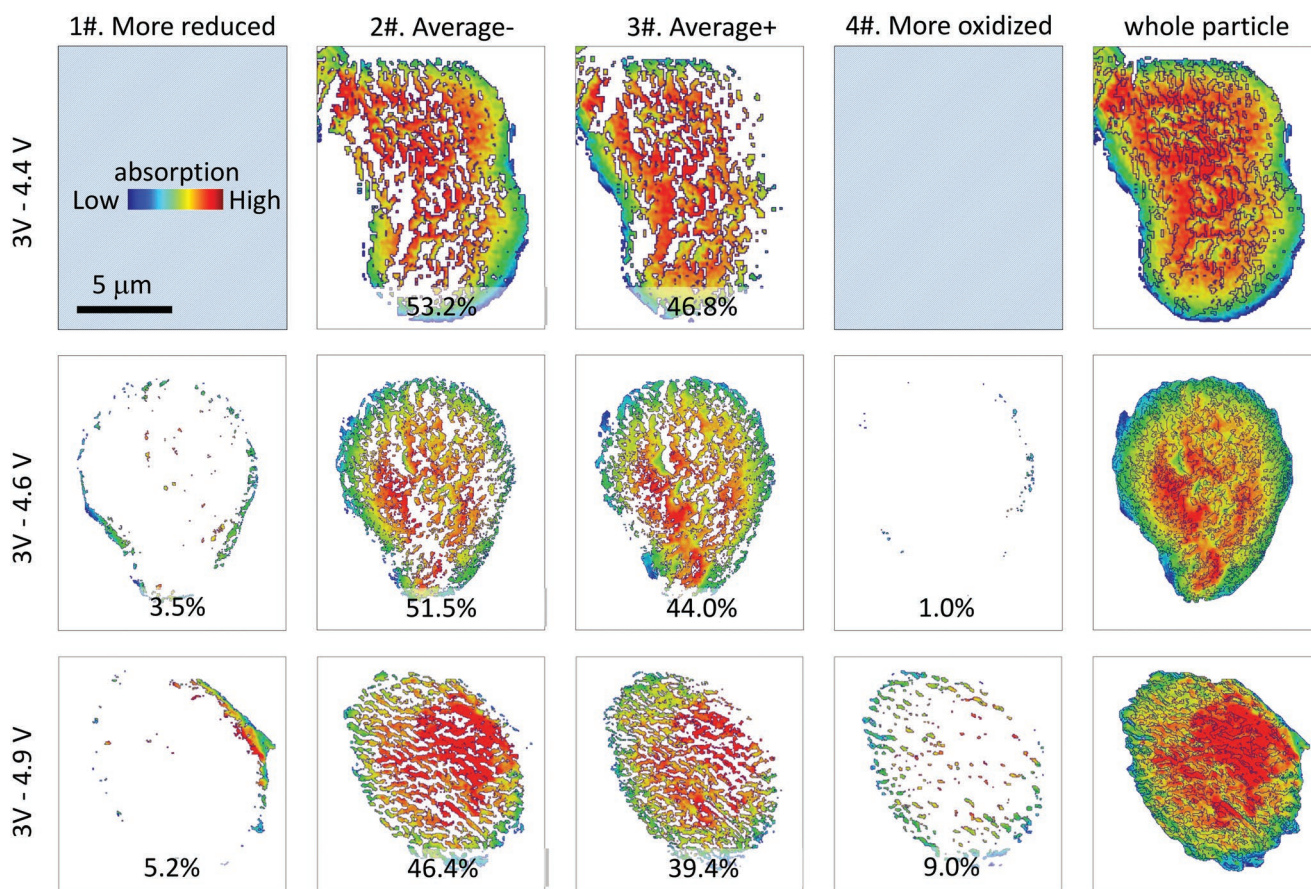 1#. More reduced
2#. Average-
3#. Average+
4#. More oxidized
whole particle
3V - 4.4 V
absorption
Low
High
5 μm
53.2%
46.8%
3V - 4.6 V
3.5%
51.5%
44.0%
1.0%
3V - 4.9 V
5.2%
46.4%
39.4%
9.0%